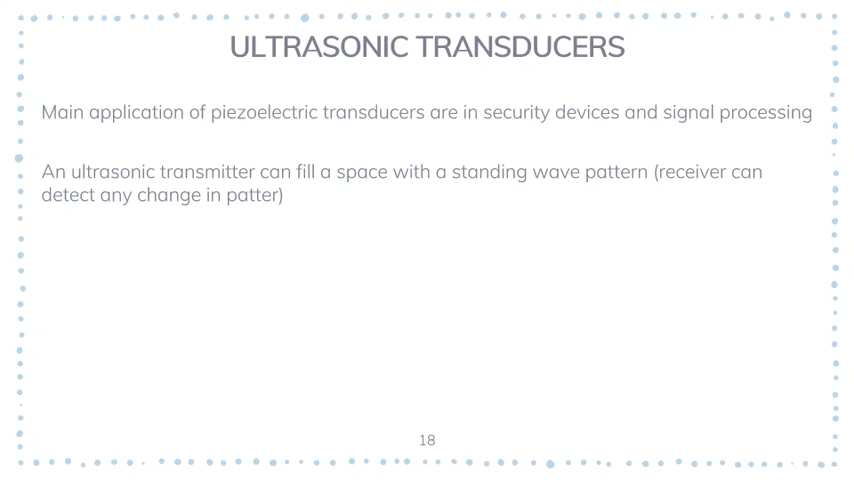 ULTRASONIC TRANSDUCERS
Main application of piezoelectric transducers are in security devices and signal processing
An ultrasonic transmitter can fill a space with a standing wave pattern (receiver can
detect any change in patter)
18